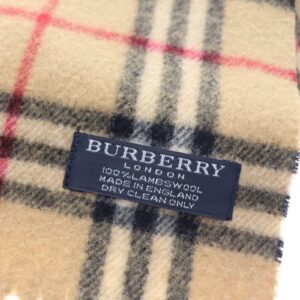 BURBERRY
LONDON
100% LAMBSWOOL
MADE IN ENGLAND
DRY CLEAN ONLY